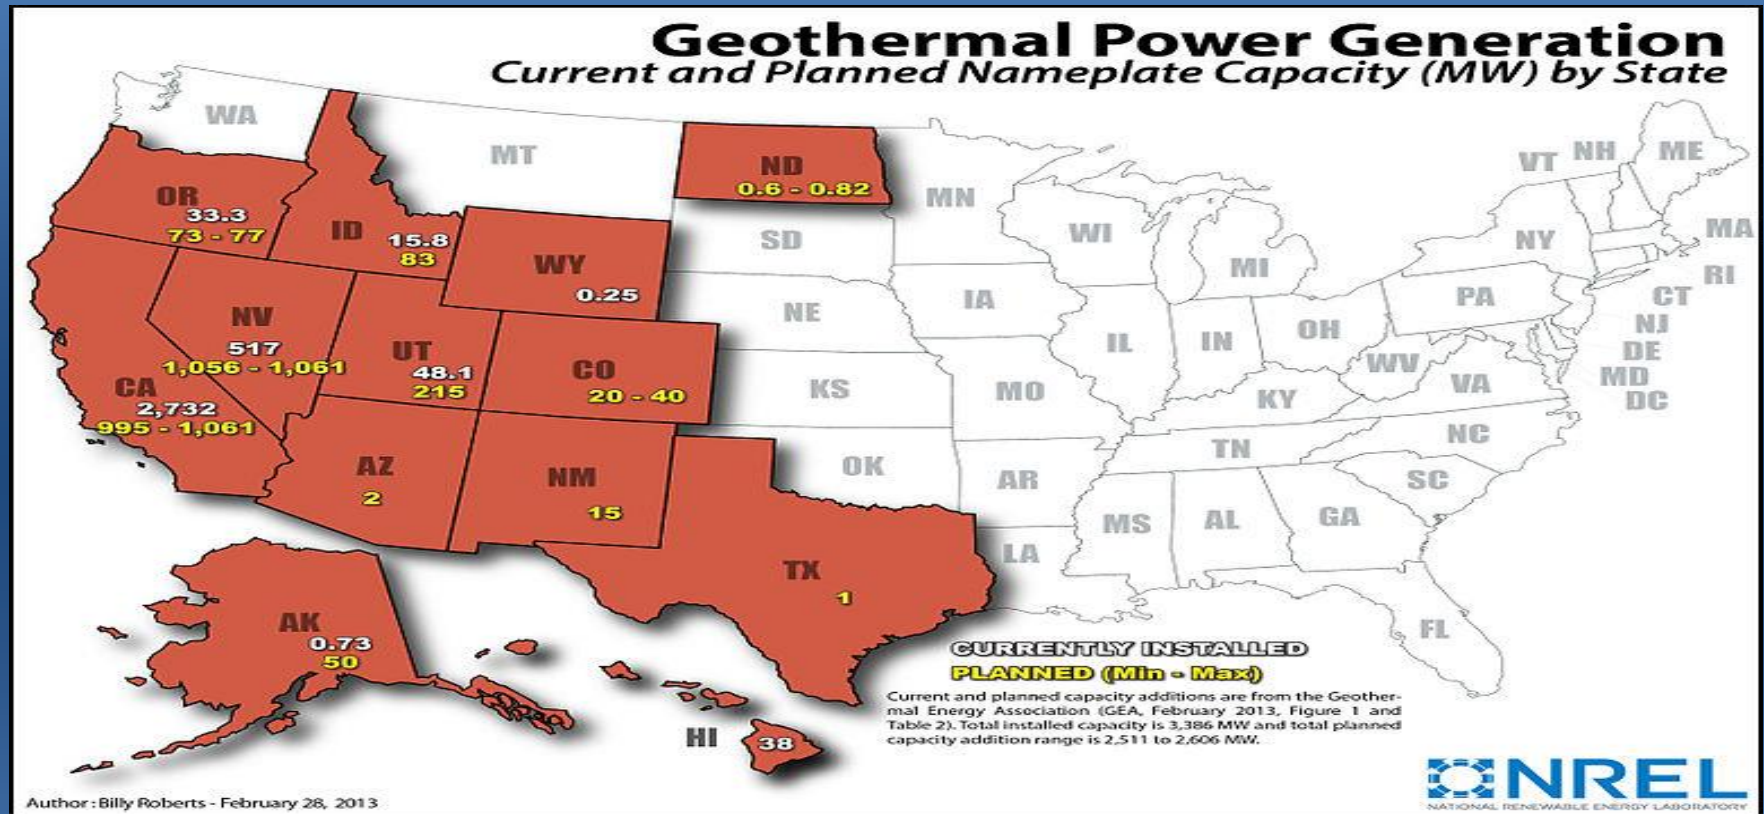 Geothermal Power Generation
Current and Planned Nameplate Capacity (MW) by State
WA
MT
ND
0.6 - 0.82
MN
VT
NH
ME
OR
33.3
73 - 77
ID
15.8
83
WY
0.25
SD
WI
MI
NY
MA
RI
CT
NJ
DE
MD
DC
NV
517
1,056 - 1,061
UT
48.1
215
CO
20 - 40
NE
IA
IL
IN
OH
PA
WV
VA
CA
2,732
995 - 1,061
KS
MO
KY
NC
TN
SC
AZ
2
NM
15
OK
AR
MS
AL
GA
LA
TX
1
FL
AK
0.73
50
HI
38
CURRENTLY INSTALLED
PLANNED (Min - Max)
Current and planned capacity additions are from the Geother-
mal Energy Association (GEA, February 2013, Figure 1 and
Table 2). Total installed capacity is 3,386 MW and total planned
capacity addition range is 2,511 to 2,606 MW.
NREL
NATIONAL RENEWABLE ENERGY LABORATORY
Author : Billy Roberts - February 28, 2013